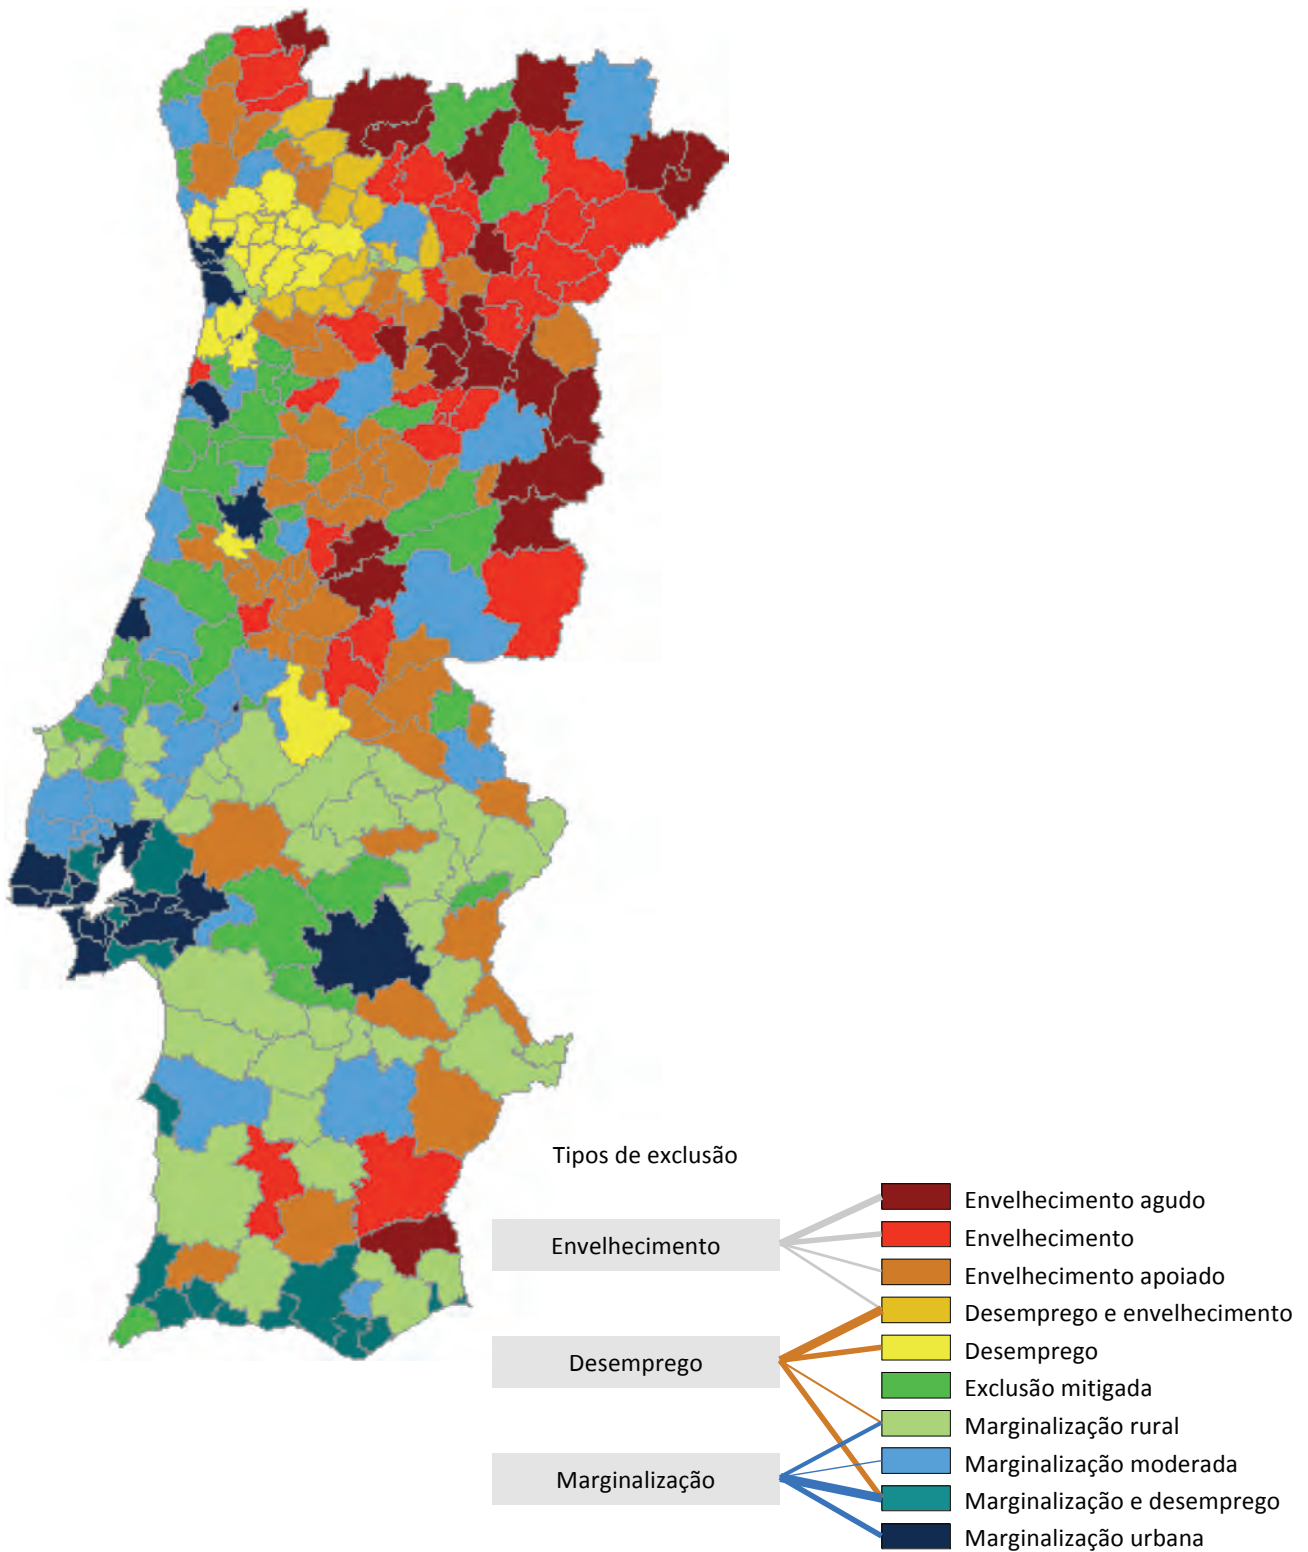 Tipos de exclusão
Envelhecimento
Desemprego
Marginalização
Envelhecimento agudo
Envelhecimento
Envelhecimento apoiado
Desemprego e envelhecimento
Desemprego
Exclusão mitigada
Marginalização rural
Marginalização moderada
Marginalização e desemprego
Marginalização urbana